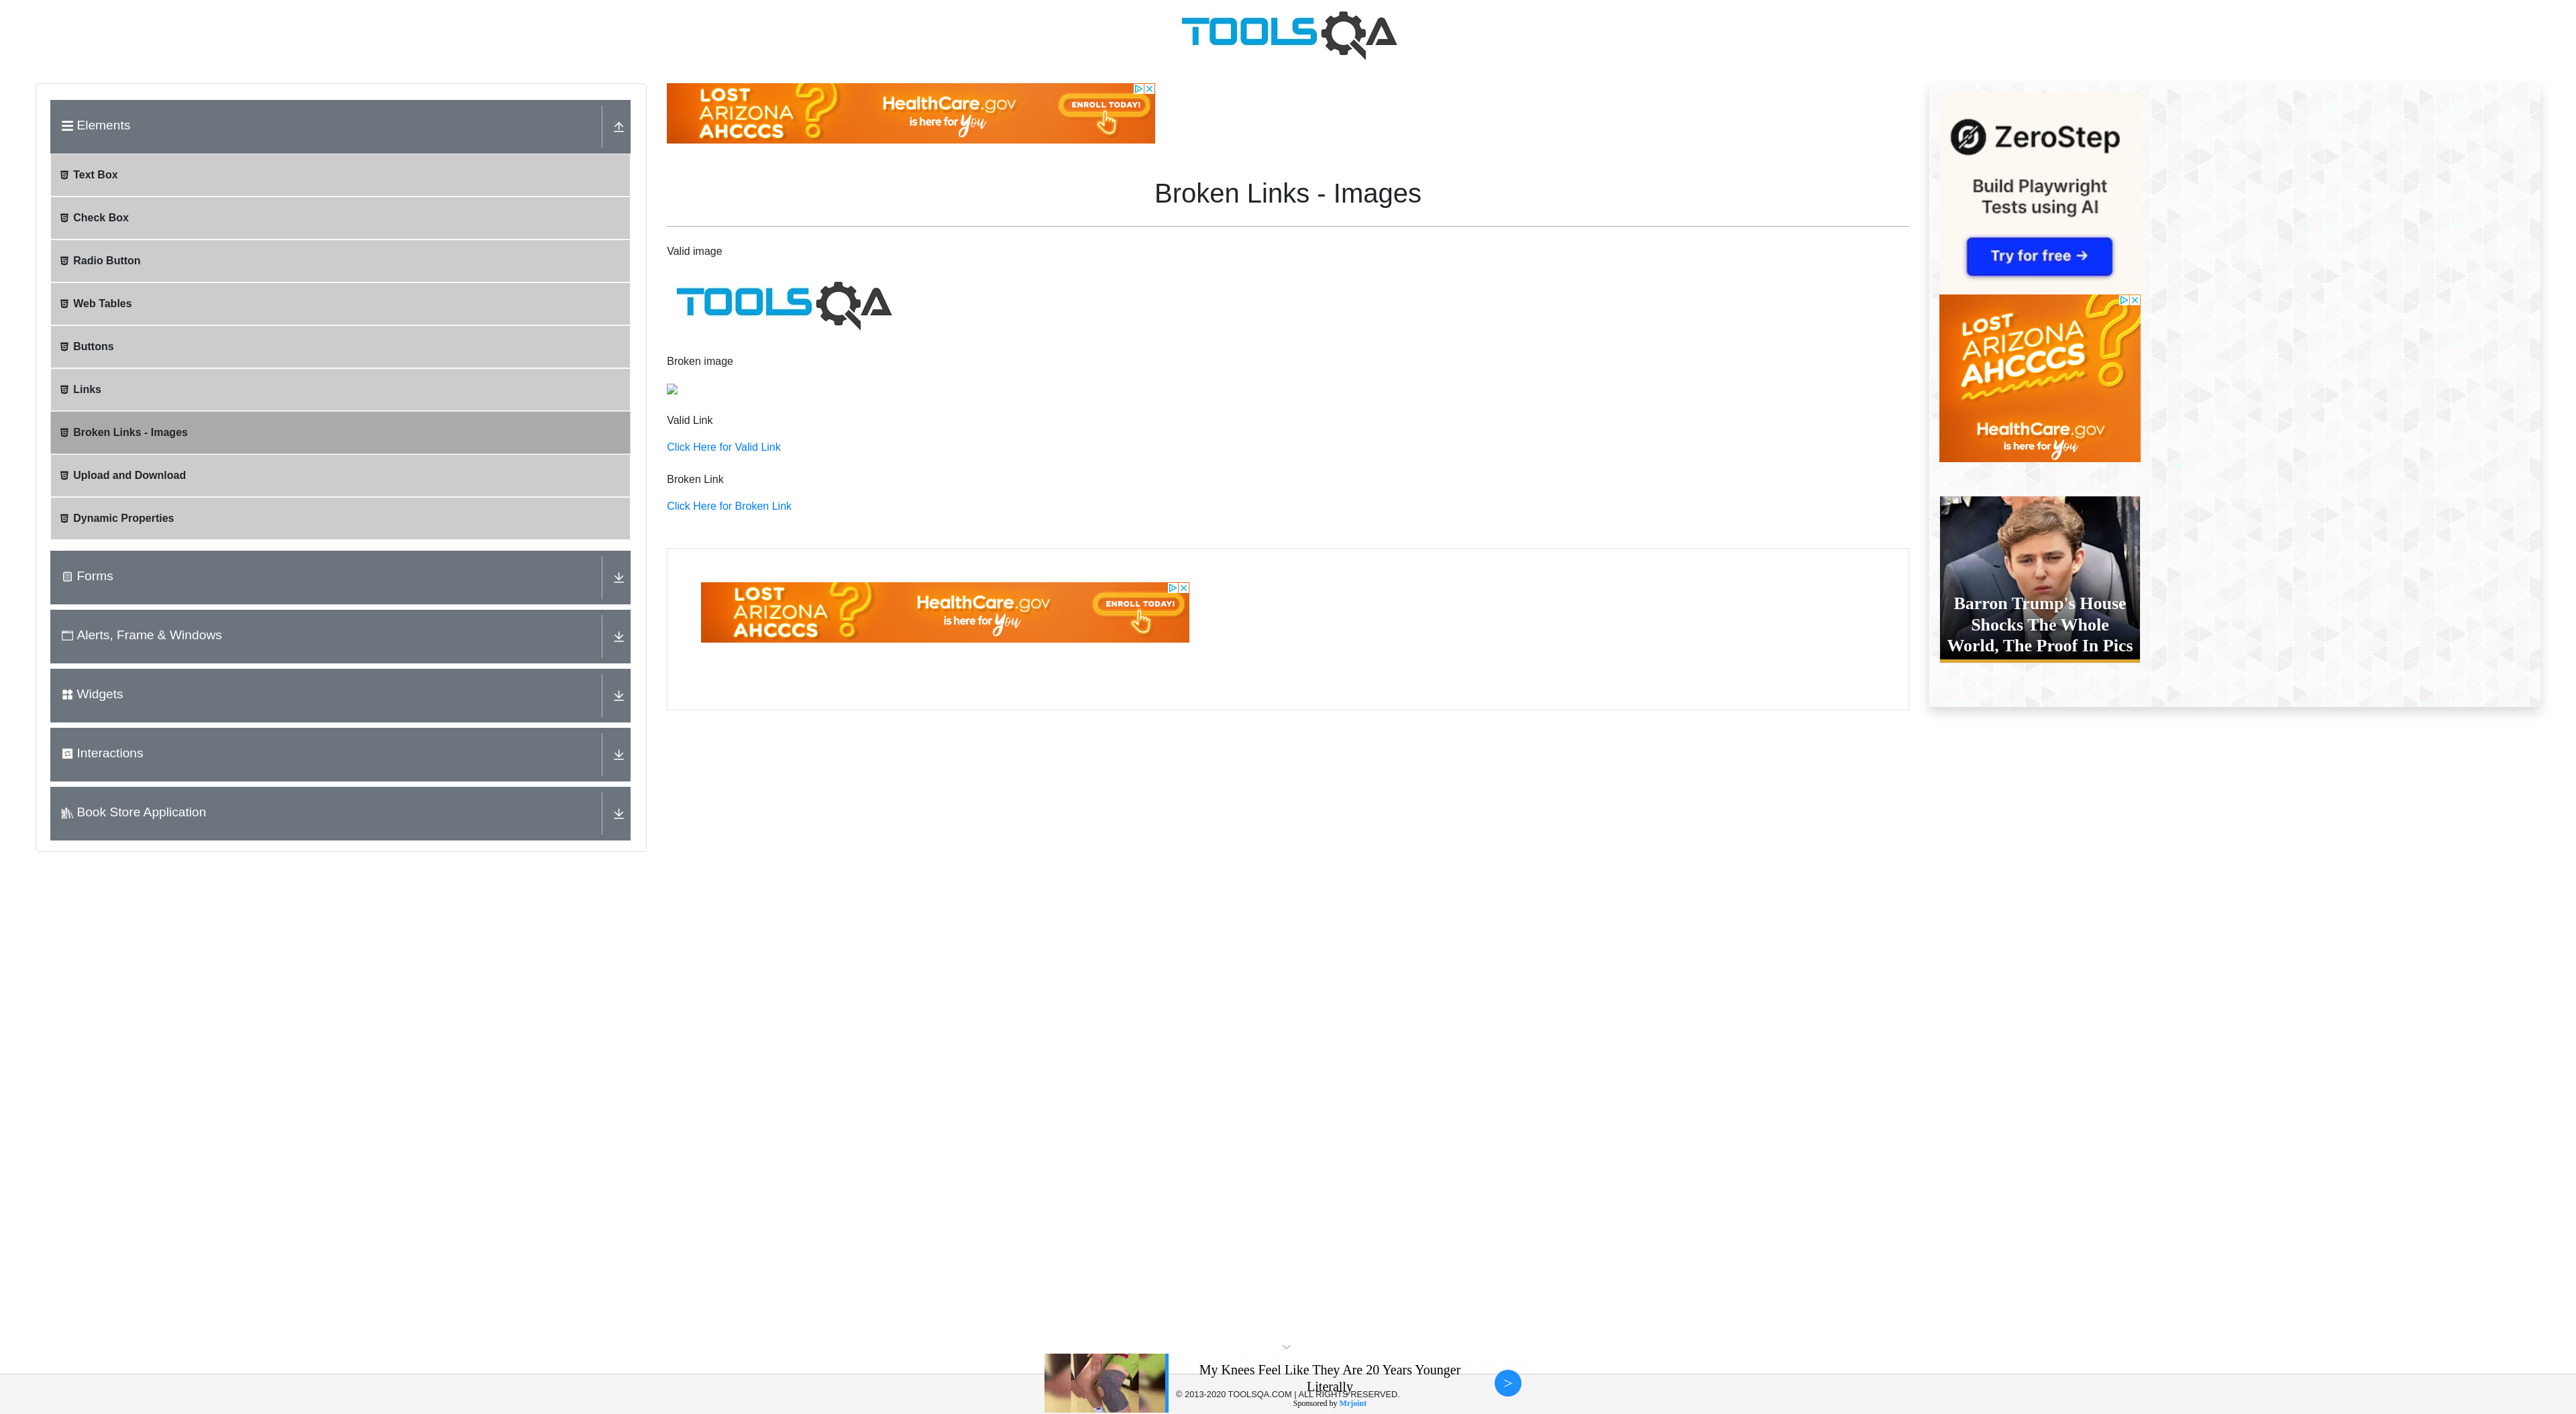 TOOLSQA
Elements
Text Box
Check Box
Radio Button
Web Tables
Buttons
Links
Broken Links - Images
Upload and Download
Dynamic Properties
Forms
Alerts, Frame & Windows
Widgets
Interactions
Book Store Application
LOST
ARIZONA
AHCCCS
?
HealthCare.gov
is here for you
ENROLL TODAY!
Broken Links - Images
Valid image
TOOLSQA
Broken image
Valid Link
Click Here for Valid Link
Broken Link
Click Here for Broken Link
LOST
ARIZONA
AHCCCS
?
HealthCare.gov
is here for you
ENROLL TODAY!
ZeroStep
Build Playwright
Tests using AI
Try for free →
LOST
ARIZONA
AHCCCS
?
HealthCare.gov
is here for you
Barron Trump's House
Shocks The Whole
World, The Proof In Pics
My Knees Feel Like They Are 20 Years Younger
Literally
© 2013-2020 TOOLSQA.COM | ALL RIGHTS RESERVED.
Sponsored by Mrjoint
>